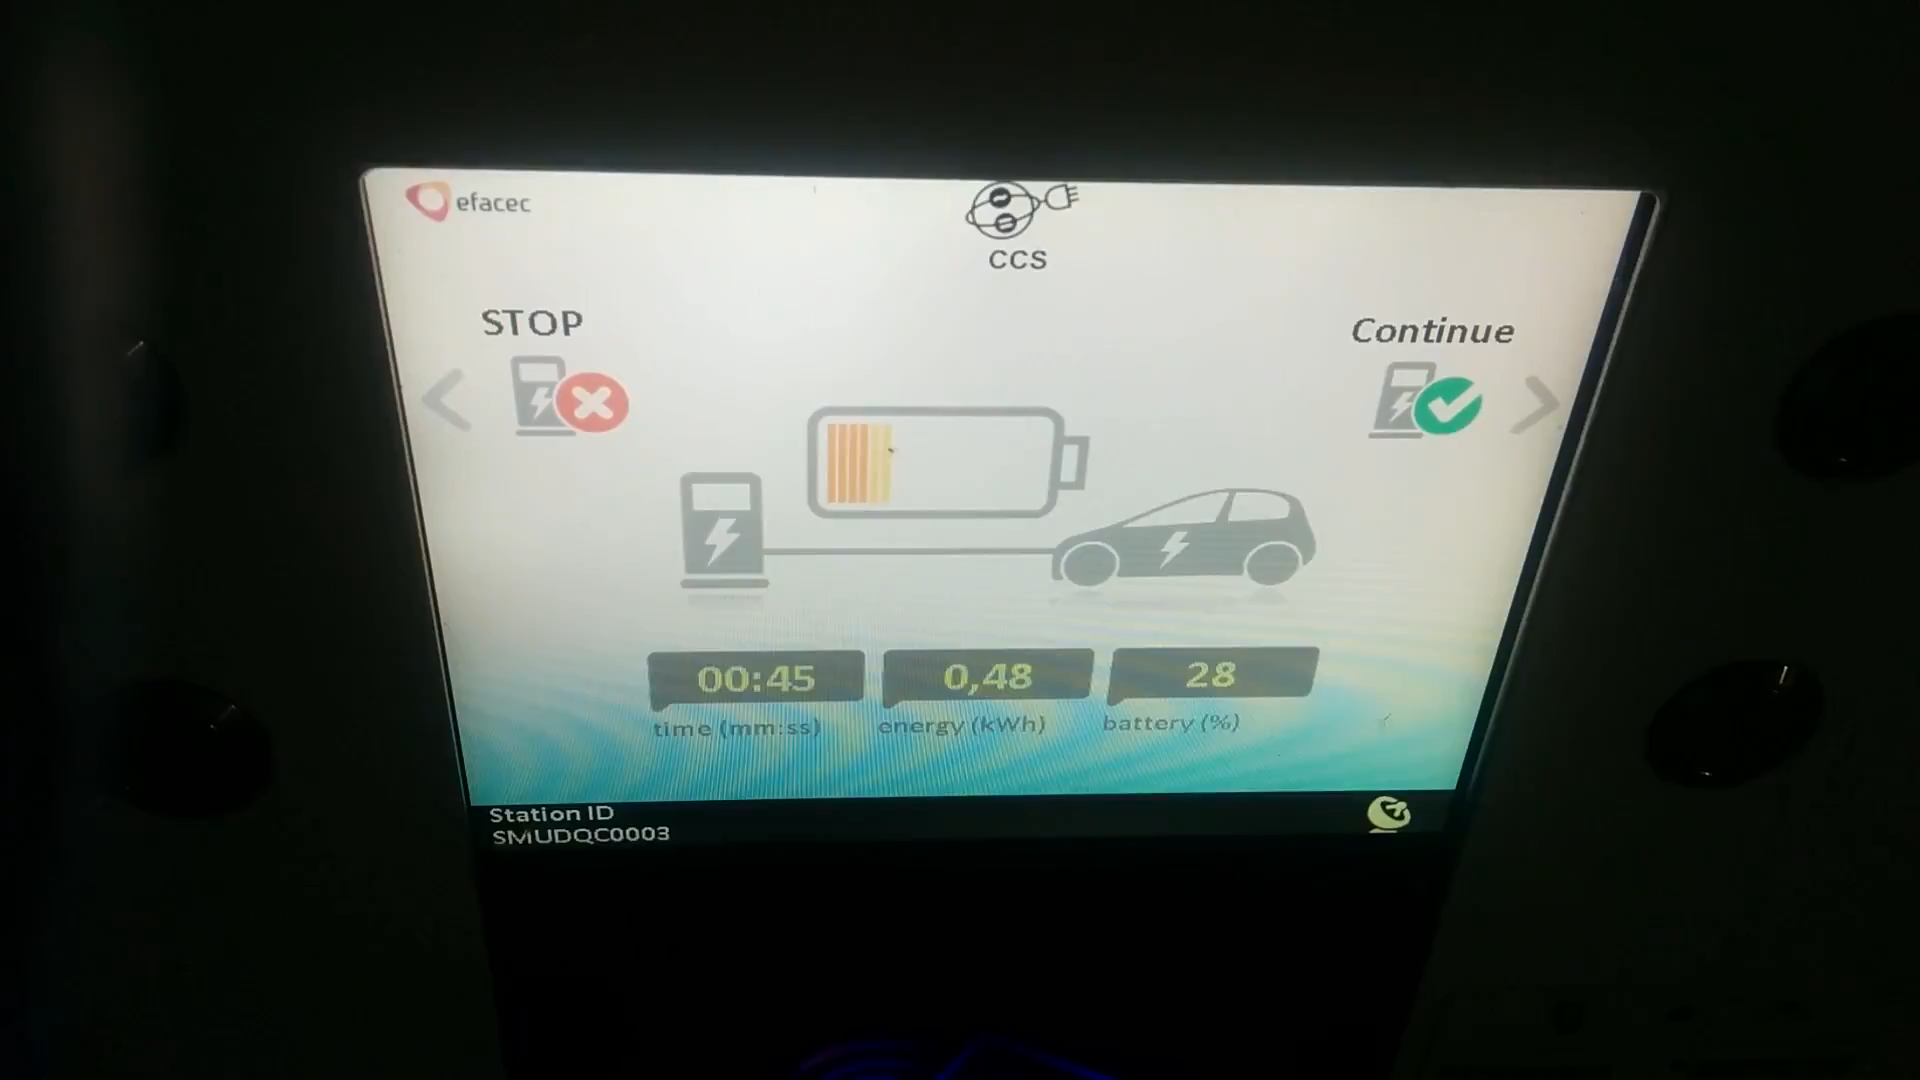 efacec
CCS
STOP
Continue
00:45
0,48
28
time (mm:ss)
energy (kWh)
battery (%)
Station ID
SMUDQC0003